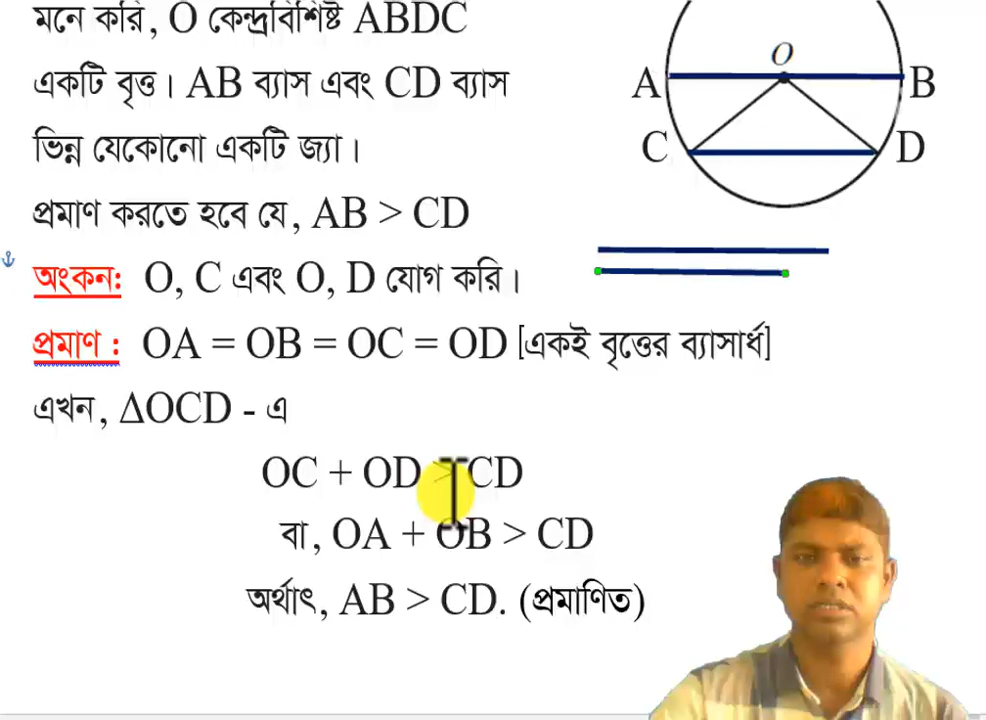 মনে করি, O কেন্দ্রবিশিষ্ট ABDC
একটি বৃত্ত। AB ব্যাস এবং CD ব্যাস
ভিন্ন যেকোনো একটি জ্যা।
প্রমাণ করতে হবে যে, AB > CD
অংকন: O, C এবং O, D যোগ করি।
প্রমাণ : OA = OB = OC = OD [একই বৃত্তের ব্যাসার্ধ]
এখন, ΔOCD - এ
OC + OD > CD
বা, OA + OB > CD
অর্থাৎ, AB > CD. (প্রমাণিত)
O
A B
C D